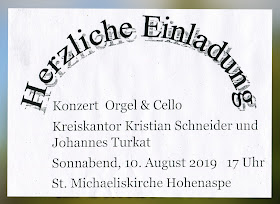 Herzliche Einladung
Konzert Orgel & Cello
Kreiskantor Kristian Schneider und
Johannes Turkat
Sonnabend, 10. August 2019 17 Uhr
St. Michaeliskirche Hohenaspe